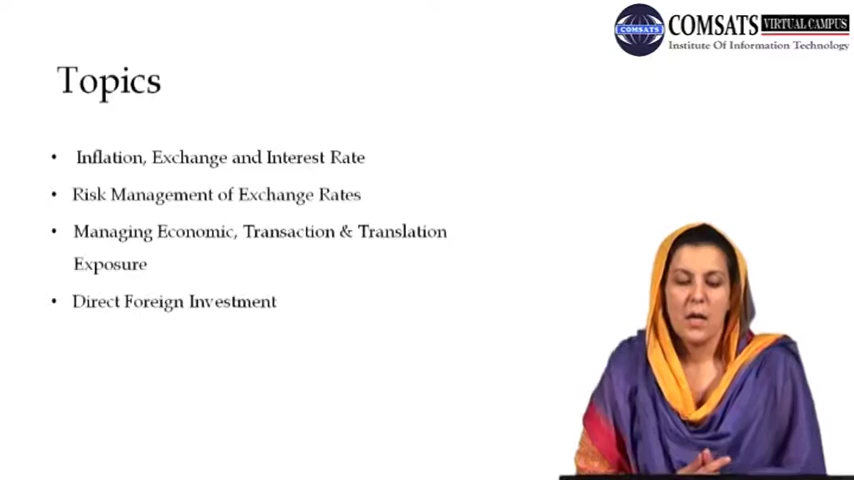 COMSATS VIRTUAL CAMPUS
COMSATS
Institute Of Information Technology
Topics
• Inflation, Exchange and Interest Rate
• Risk Management of Exchange Rates
• Managing Economic, Transaction & Translation
Exposure
• Direct Foreign Investment